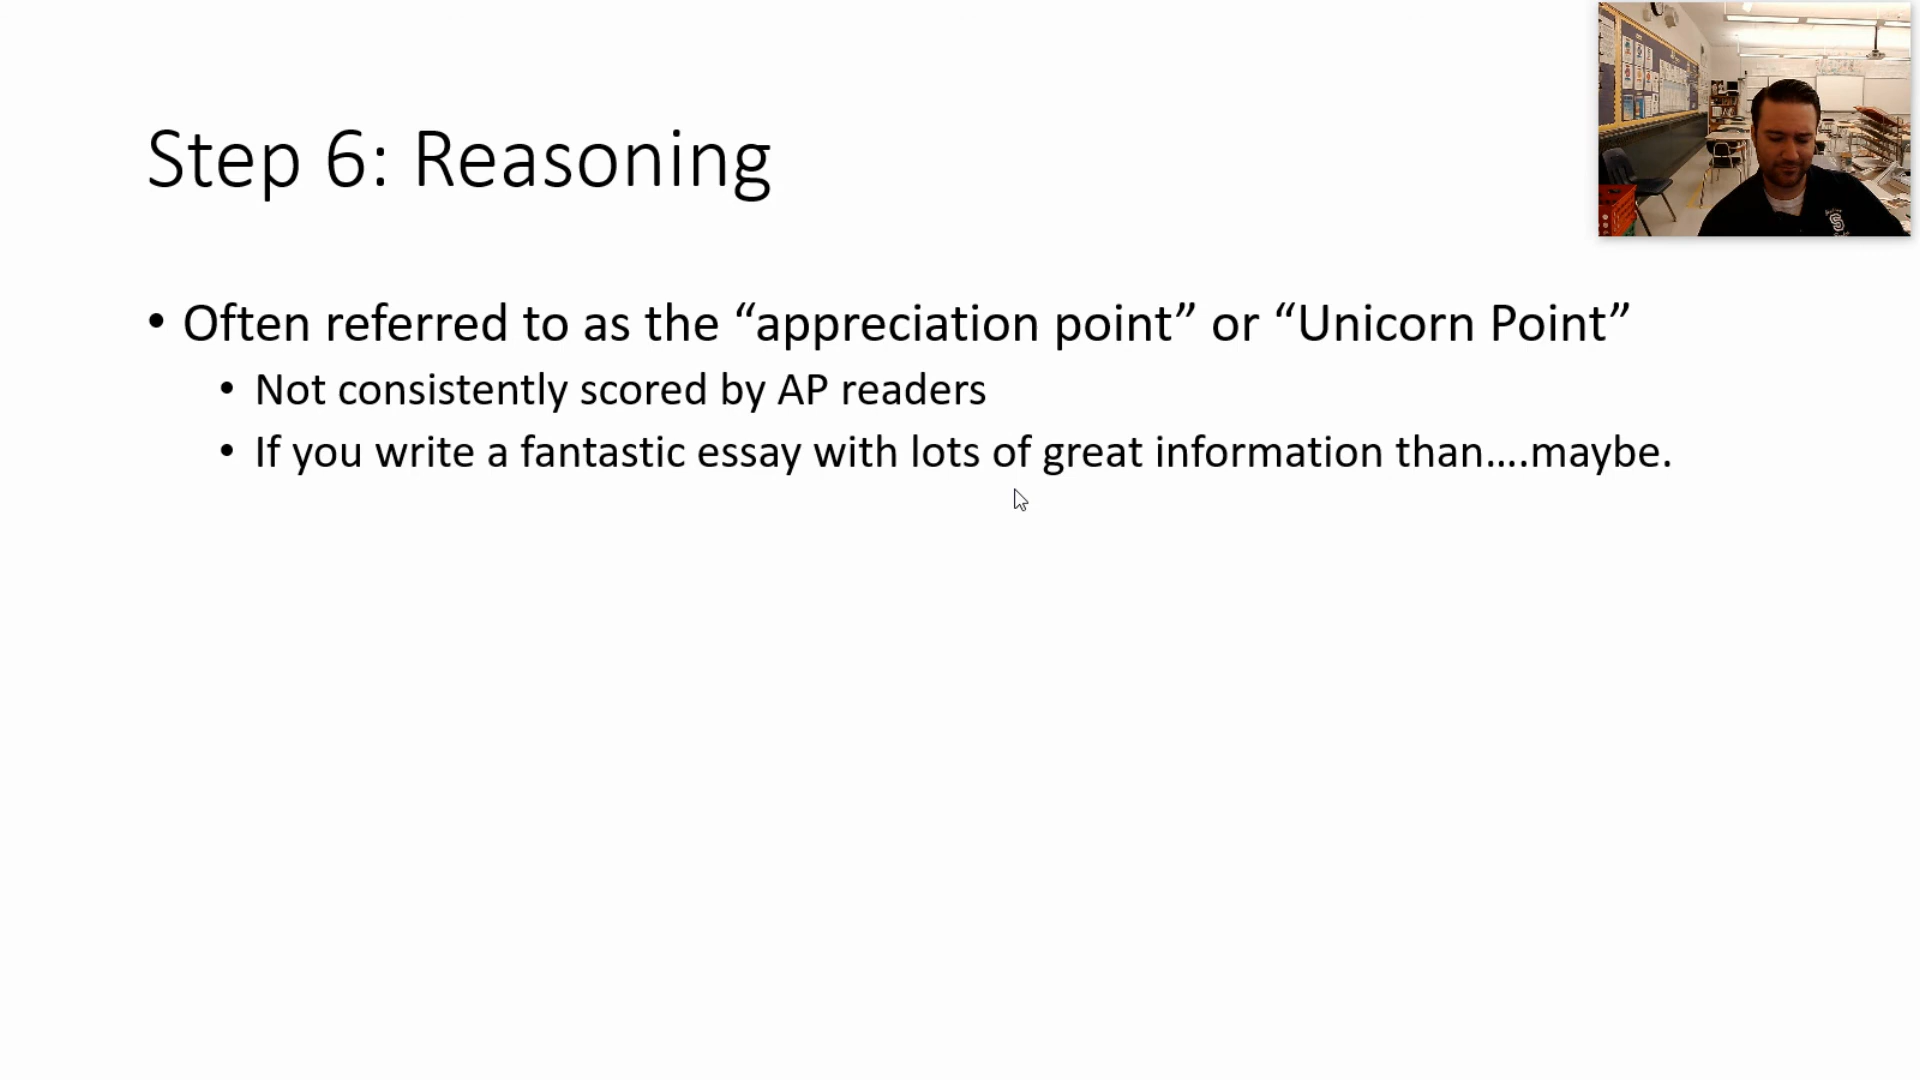 Step 6: Reasoning
• Often referred to as the “appreciation point” or “Unicorn Point”
• Not consistently scored by AP readers
• If you write a fantastic essay with lots of great information than....maybe.